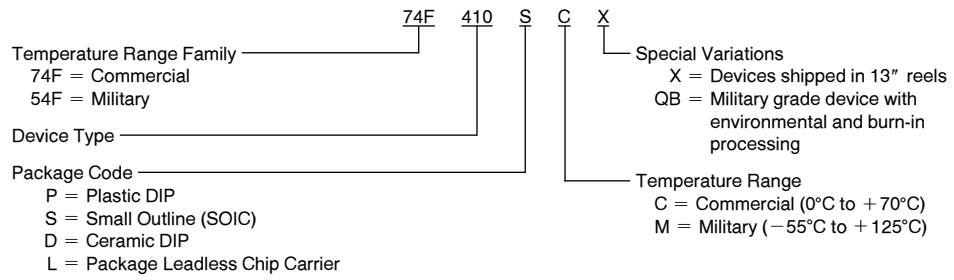 74F 410 S C X
Temperature Range Family
74F = Commercial
54F = Military
Device Type
Package Code
P = Plastic DIP
S = Small Outline (SOIC)
D = Ceramic DIP
L = Package Leadless Chip Carrier
Special Variations
X = Devices shipped in 13″ reels
QB = Military grade device with
environmental and burn-in
processing
Temperature Range
C = Commercial (0°C to +70°C)
M = Military (−55°C to +125°C)